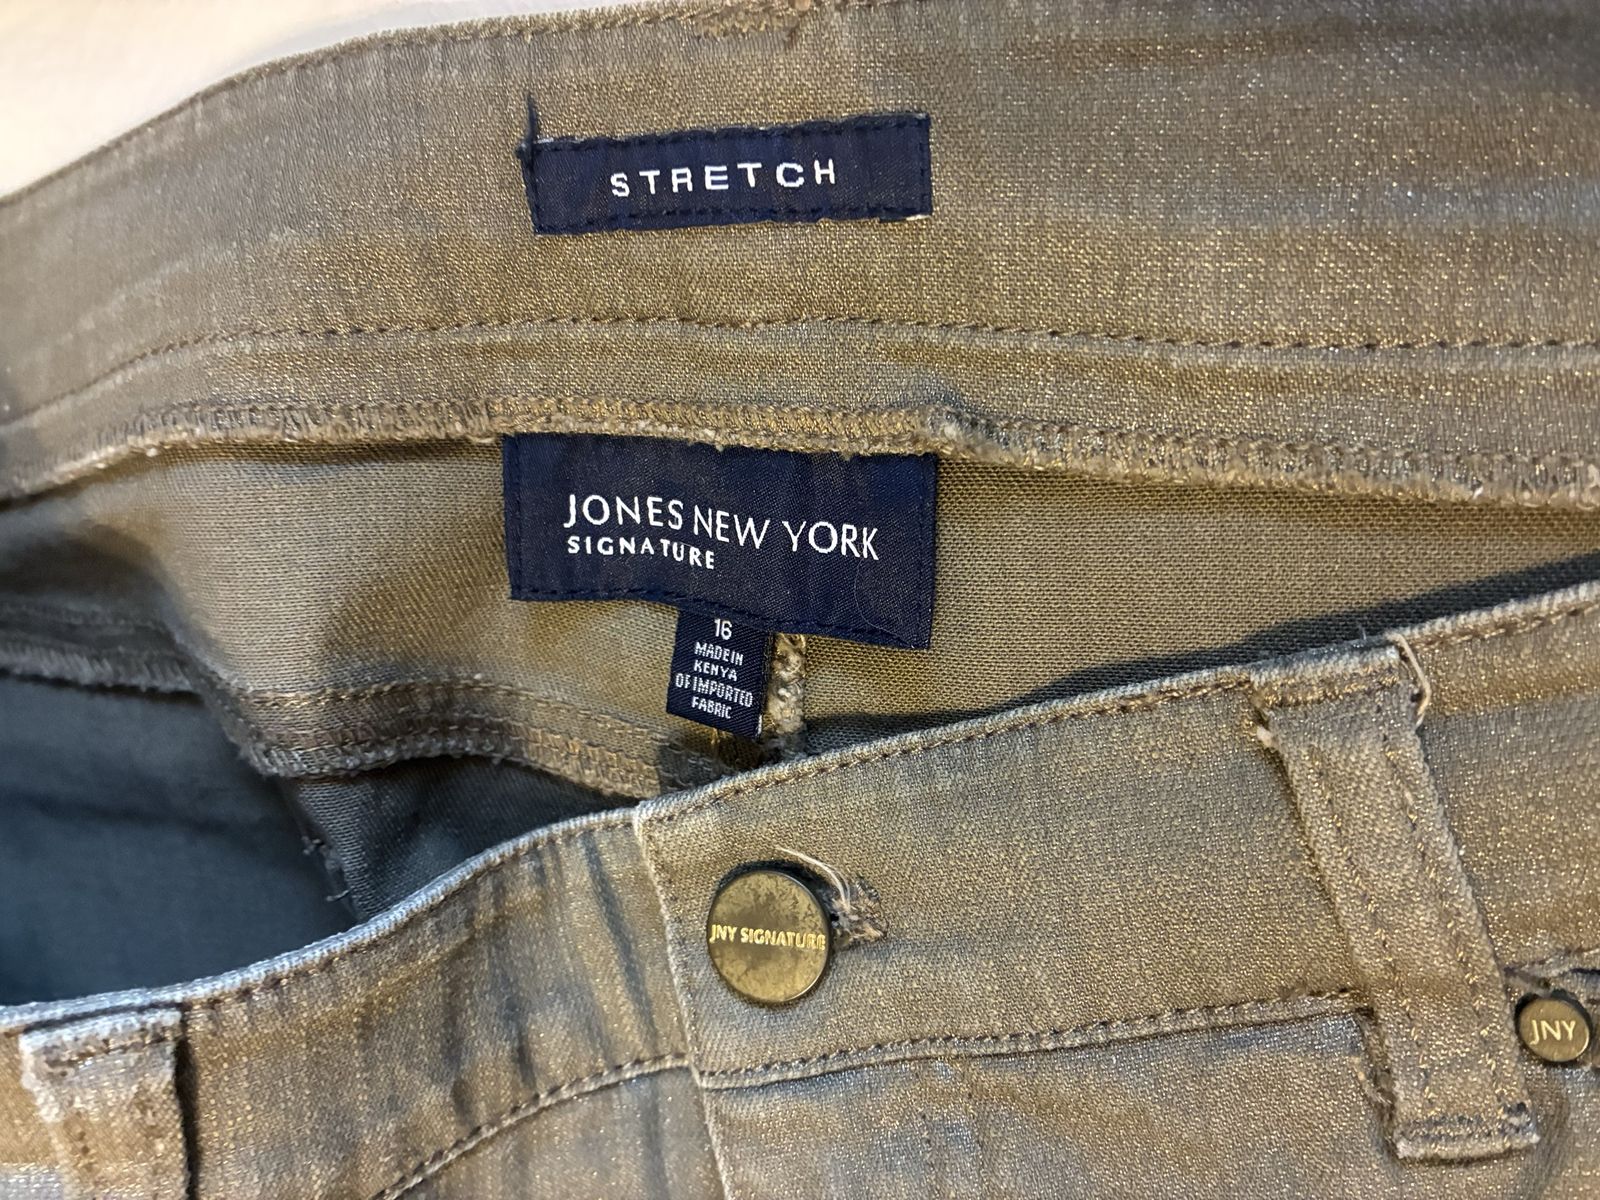 STRETCH
JONES NEW YORK
SIGNATURE
16
MADE IN
KENYA
OF IMPORTED
FABRIC
JNY SIGNATURE
JNY